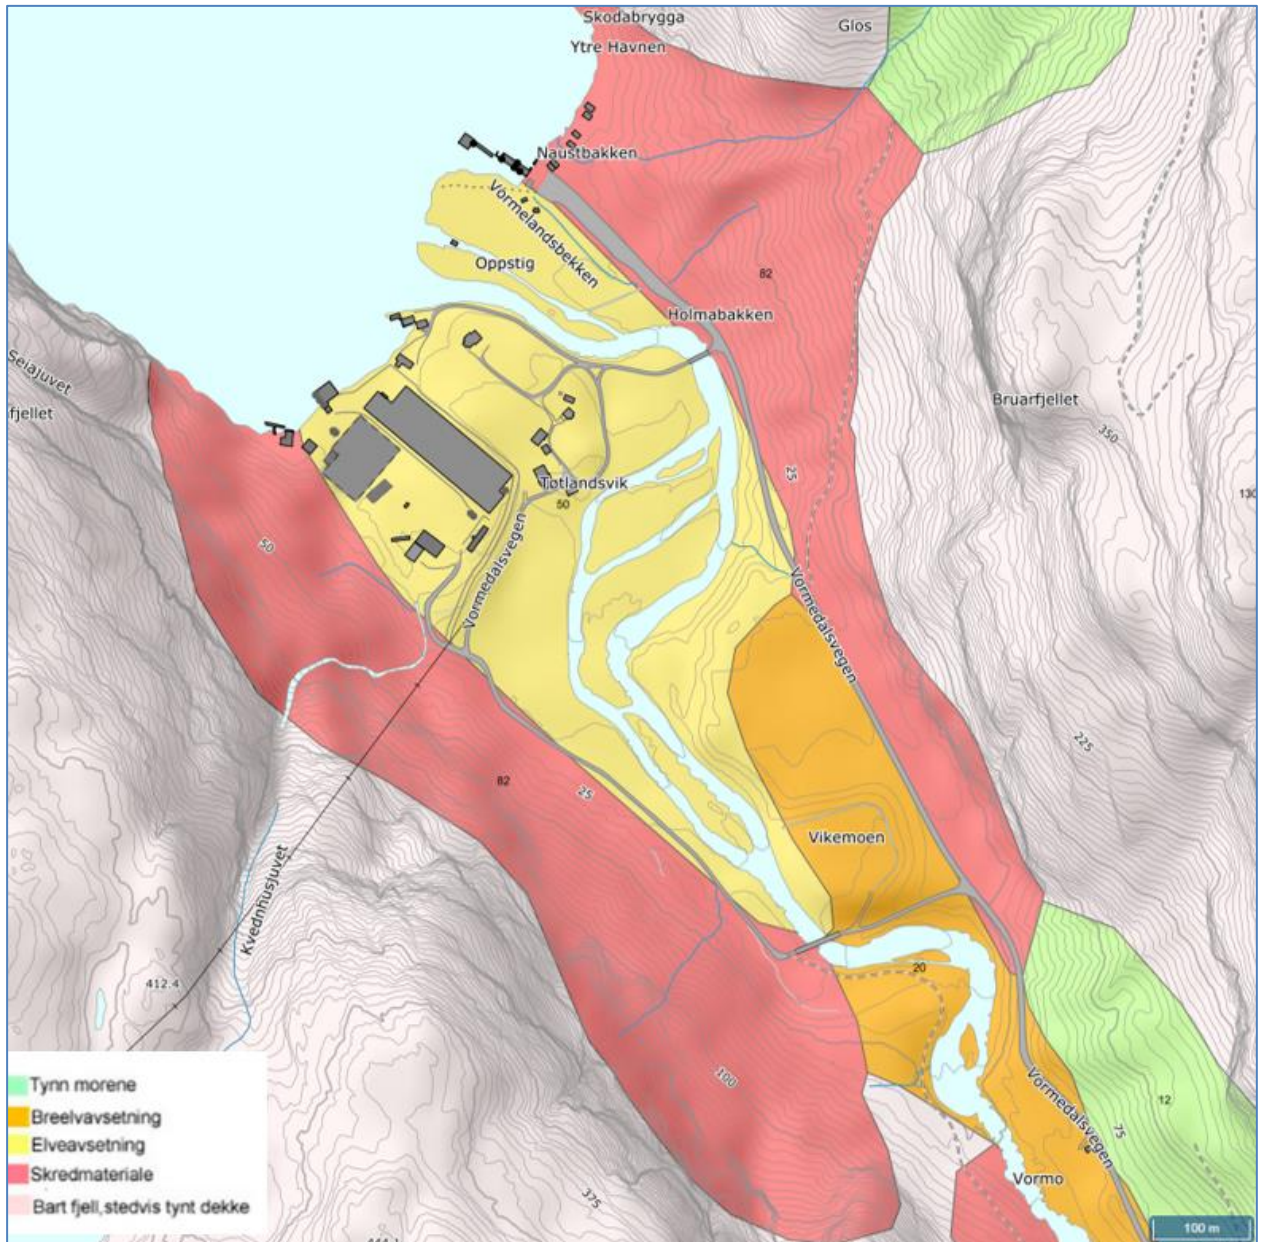 Skodabrygga
Glos
Ytre Havnen
Naustbakken
Vormelandsbekken
Oppstig
82
Holmabakken
Seiajuvet
fjellet
Bruarfjellet
350
25
Tøtlandsvik
50
130
50
Vormedalsvegen
Vormedalsvegen
225
82
25
Vikemoen
Kvednhusjuvet
20
412.4
100
Tynn morene
Breelvavsetning
Elveavsetning
Skredmateriale
Bart fjell,stedvis tynt dekke
12
Vormedalsvegen
75
Vormo
375
100 m